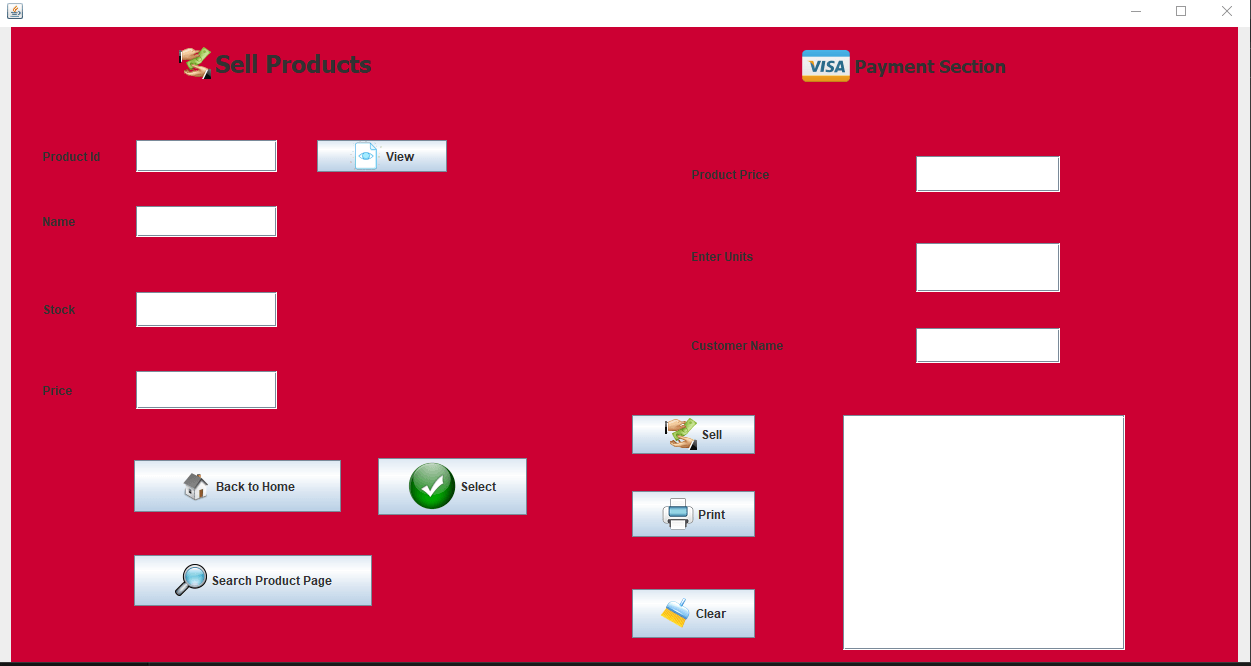 Sell Products
Product Id
View
Name
Stock
Price
Back to Home
Select
Search Product Page
VISA Payment Section
Product Price
Enter Units
Customer Name
Sell
Print
Clear